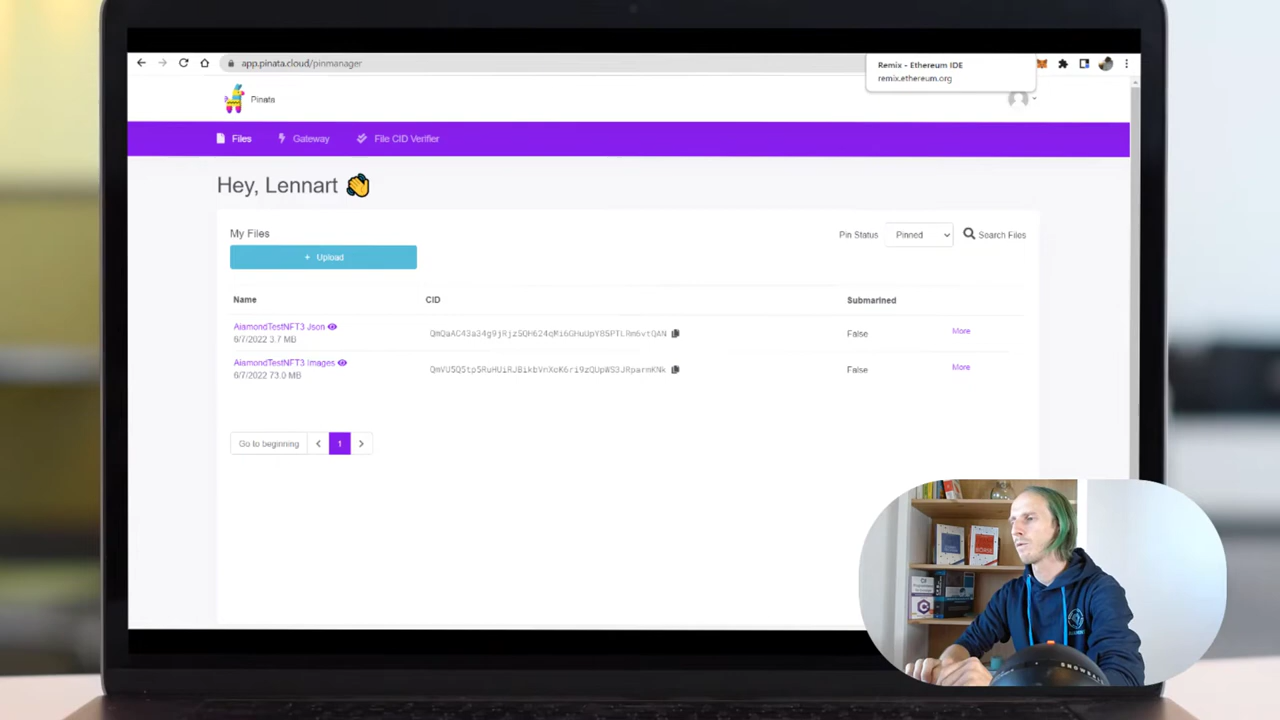 Remix - Ethereum IDE
app.pinata.cloud/pinmanager
remix.ethereum.org
Pinata
Files Gateway File CID Verifier
Hey, Lennart
My Files
Pin Status Pinned Search Files
+ Upload
Name CID Submarined
AiamondTestNFT3 Json False More
6/7/2022 3.7 MB
AiamondTestNFT3 Images False More
6/7/2022 73.0 MB
Go to beginning < 1 >
BÖRSE